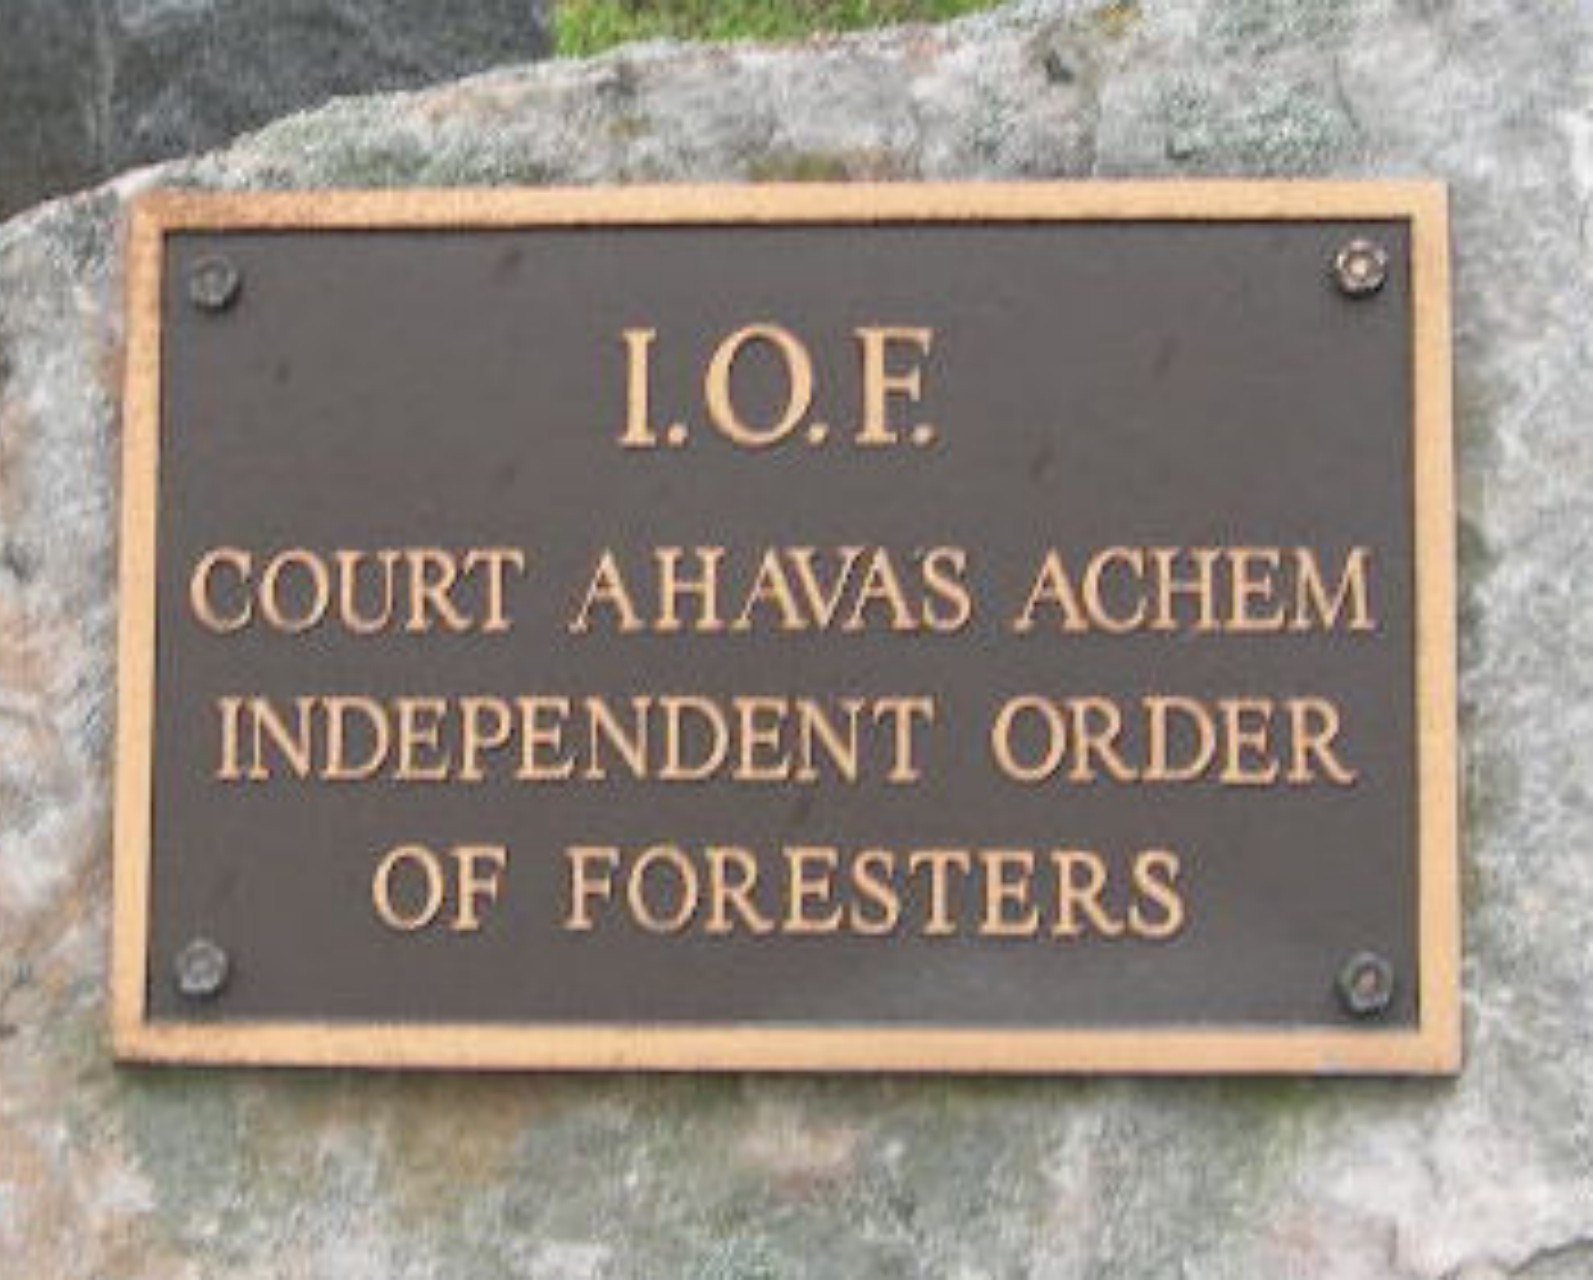 I.O.F.
COURT AHAVAS ACHEM
INDEPENDENT ORDER
OF FORESTERS